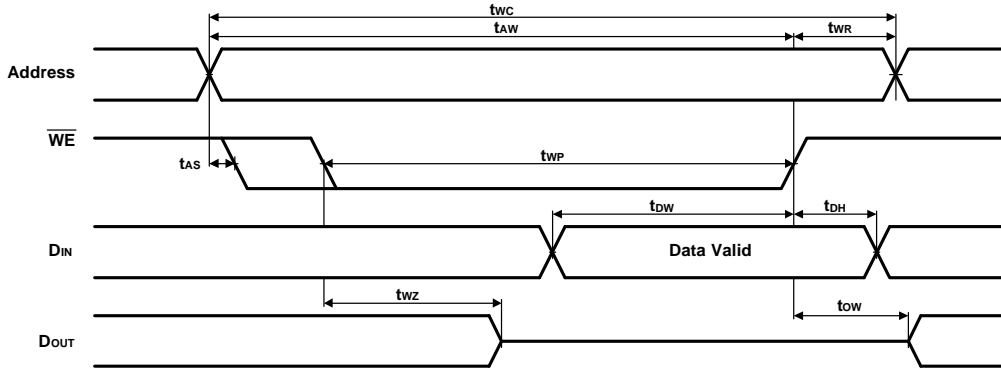 tWC
tAW tWR
Address
WE
tAS tWP
tDW tDH
DIN Data Valid
tWZ tOW
DOUT